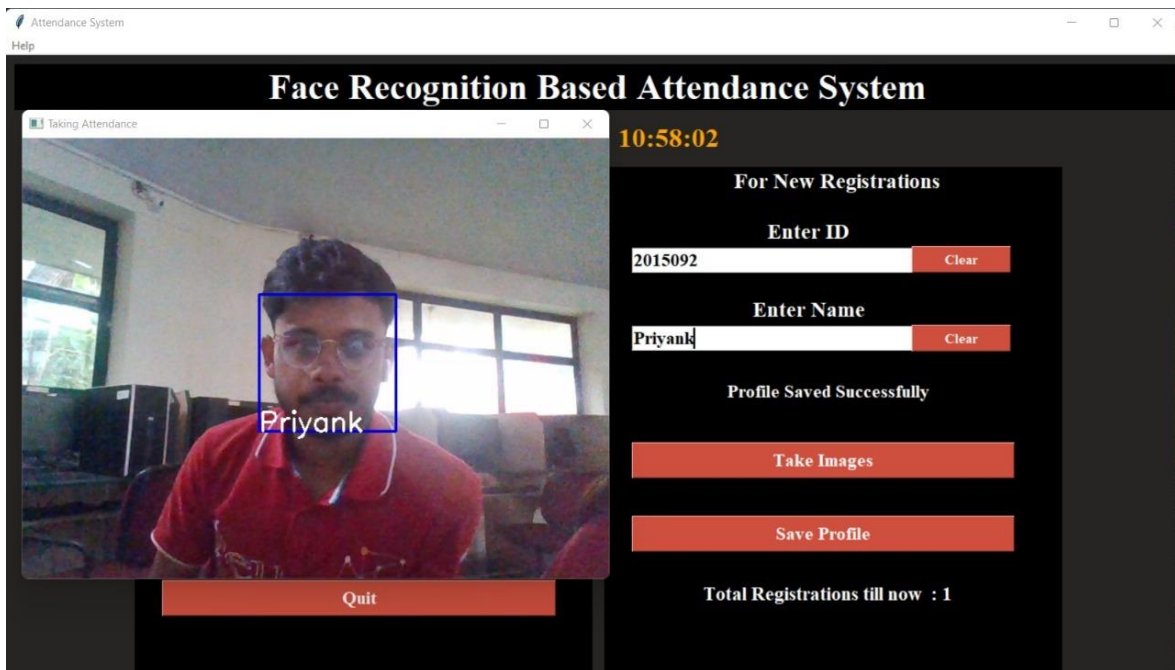 Attendance System
Help
Face Recognition Based Attendance System
Taking Attendance
10:58:02
For New Registrations
Enter ID
2015092
Clear
Enter Name
Priyank
Clear
Profile Saved Successfully
Priyank
Take Images
Save Profile
Quit
Total Registrations till now : 1